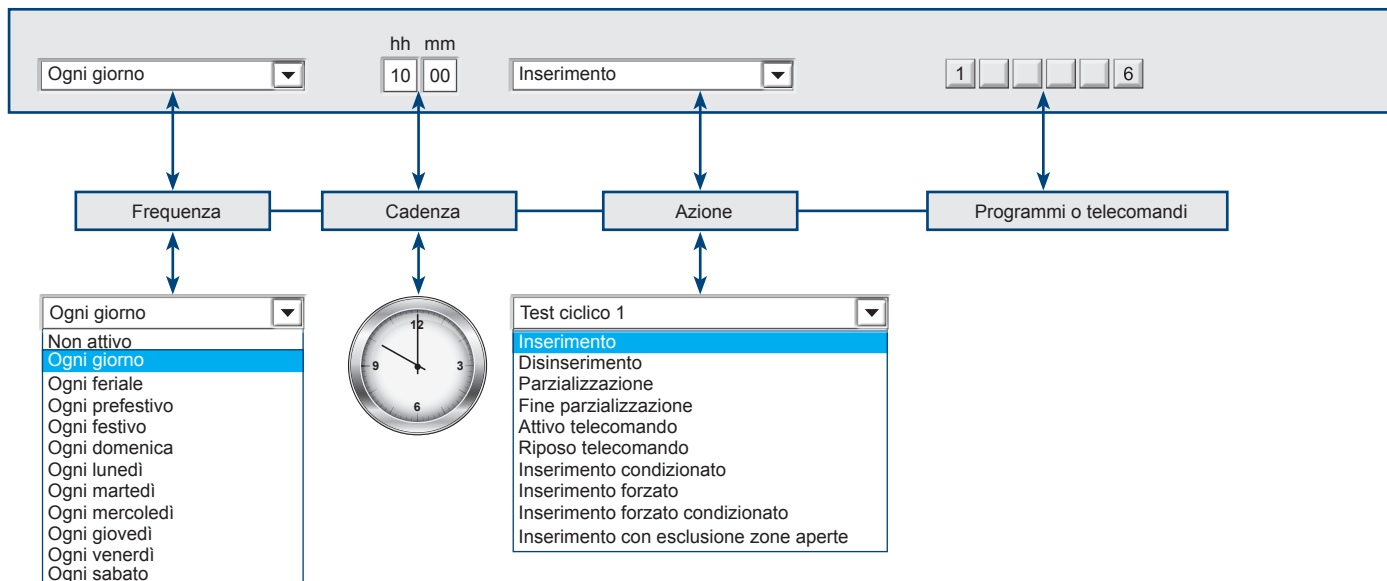 hh mm
Ogni giorno
10 00
Inserimento
1 6
Frequenza
Cadenza
Azione
Programmi o telecomandi
Ogni giorno
Non attivo
Ogni giorno
Ogni feriale
Ogni prefestivo
Ogni festivo
Ogni domenica
Ogni lunedì
Ogni martedì
Ogni mercoledì
Ogni giovedì
Ogni venerdì
Ogni sabato
12
9 3
6
Test ciclico 1
Inserimento
Disinserimento
Parzializzazione
Fine parzializzazione
Attivo telecomando
Riposo telecomando
Inserimento condizionato
Inserimento forzato
Inserimento forzato condizionato
Inserimento con esclusione zone aperte